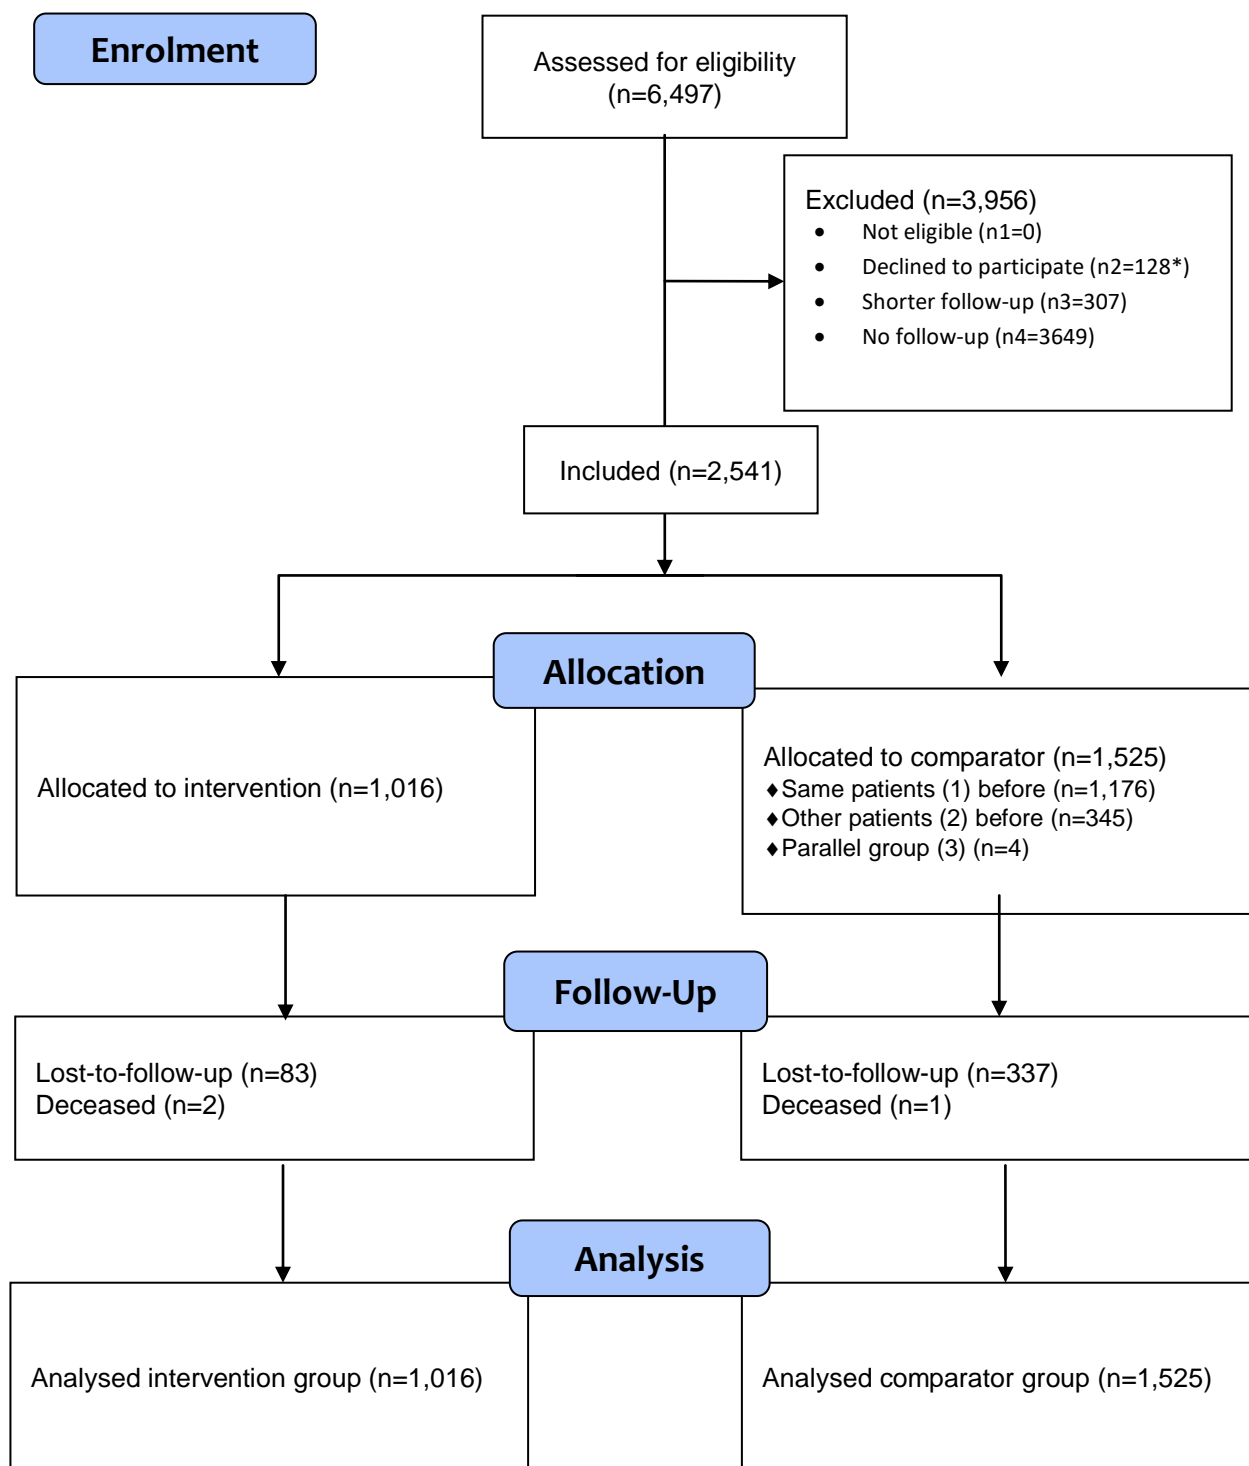 Enrolment
Assessed for eligibility
(n=6,497)
Excluded (n=3,956)
• Not eligible (n1=0)
• Declined to participate (n2=128*)
• Shorter follow-up (n3=307)
• No follow-up (n4=3649)
Included (n=2,541)
Allocation
Allocated to intervention (n=1,016)
Allocated to comparator (n=1,525)
♦Same patients (1) before (n=1,176)
♦Other patients (2) before (n=345)
♦Parallel group (3) (n=4)
Follow-Up
Lost-to-follow-up (n=83)
Deceased (n=2)
Lost-to-follow-up (n=337)
Deceased (n=1)
Analysis
Analysed intervention group (n=1,016)
Analysed comparator group (n=1,525)